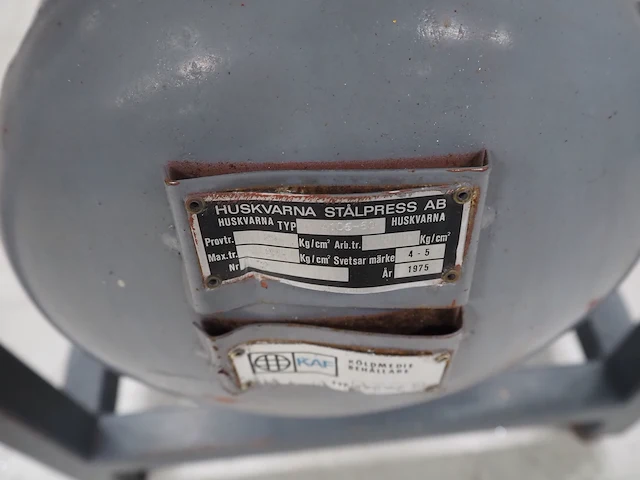 HUSKVARNA STÅLPRESS AB
HUSKVARNA TYP HUSKVARNA
Provtr. Kg/cm² Arb.tr. Kg/cm²
Max.tr. Kg/cm² Svetsar märke 4 - 5
Nr År 1975
KAF KÖLDMEDIE
BEHÅLLARE